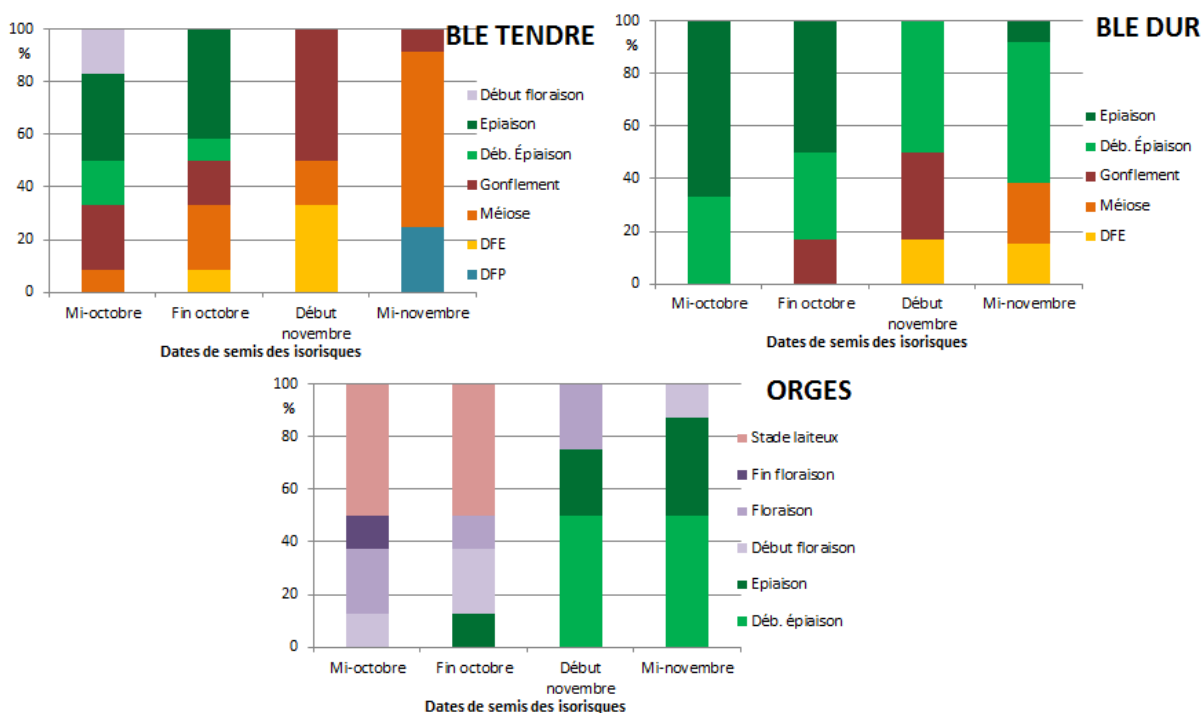 BLE TENDRE
100
%
80
60
40
20
0
Mi-octobre Fin octobre Début novembre Mi-novembre
Dates de semis des isorisques
Début floraison
Epiaison
Déb. Épiaison
Gonflement
Méiose
DFE
DFP
BLE DUR
100
%
80
60
40
20
0
Mi-octobre Fin octobre Début novembre Mi-novembre
Dates de semis des isorisques
Epiaison
Déb. Épiaison
Gonflement
Méiose
DFE
ORGES
100
%
80
60
40
20
0
Mi-octobre Fin octobre Début novembre Mi-novembre
Dates de semis des isorisques
Stade laiteux
Fin floraison
Floraison
Début floraison
Epiaison
Déb. épiaison